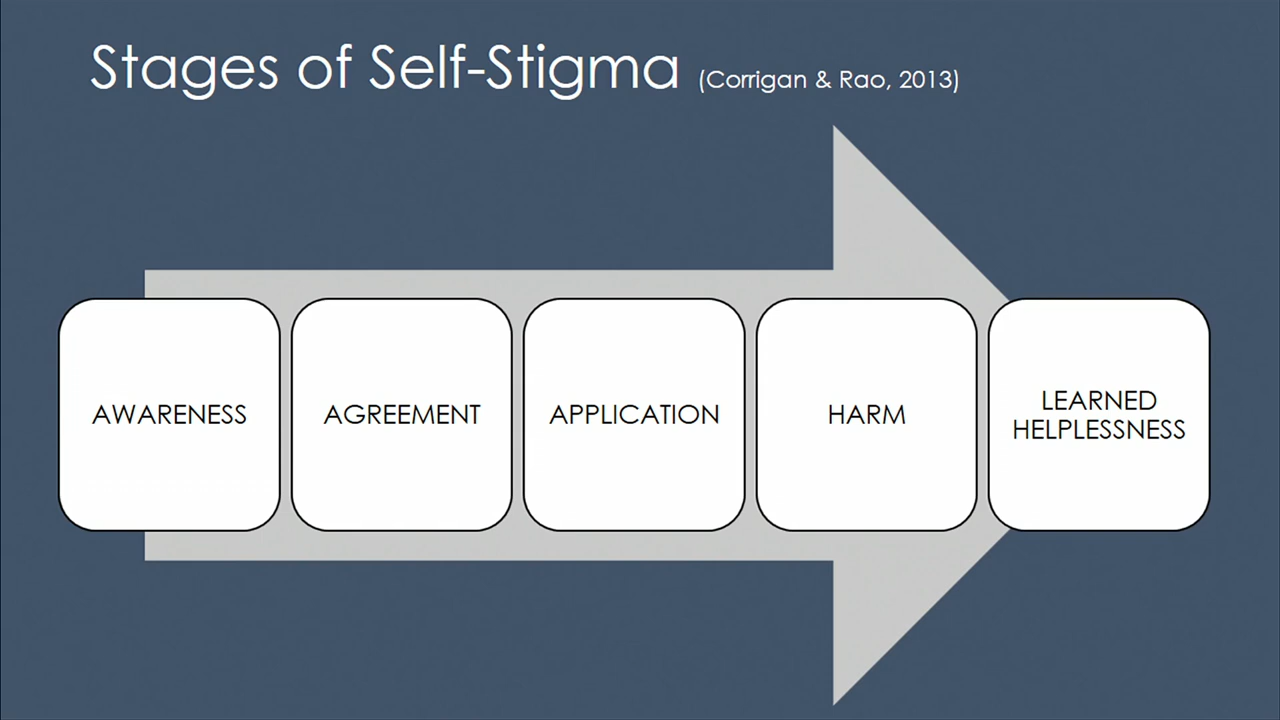 Stages of Self-Stigma (Corrigan & Rao, 2013)
AWARENESS
AGREEMENT
APPLICATION
HARM
LEARNED
HELPLESSNESS